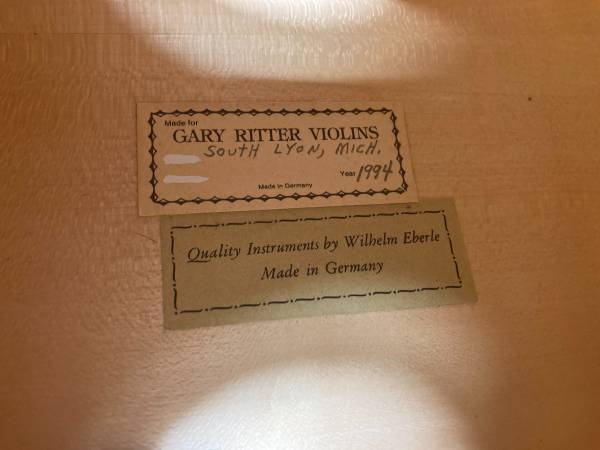 Made for
GARY RITTER VIOLINS
SOUTH LYON, MICH.
Year 1994
Made in Germany
Quality Instruments by Wilhelm Eberle
Made in Germany